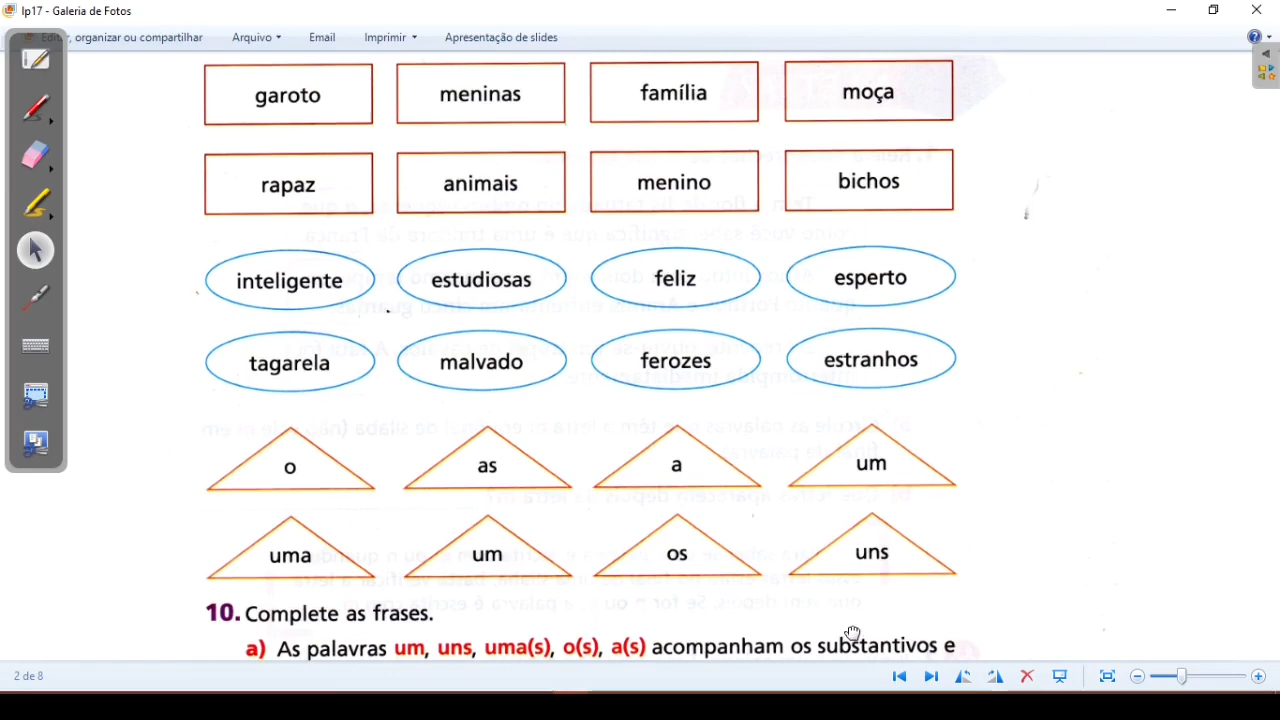 lp17 - Galeria de Fotos
Editar, organizar ou compartilhar Arquivo Email Imprimir Apresentação de slides
garoto meninas família moça
rapaz animais menino bichos
inteligente estudiosas feliz esperto
tagarela malvado ferozes estranhos
o as a um
uma um os uns
10. Complete as frases.
a) As palavras um, uns, uma(s), o(s), a(s) acompanham os substantivos e
2 de 8